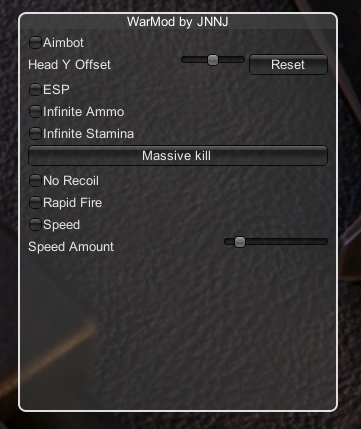 WarMod by JNNJ
Aimbot
Head Y Offset Reset
ESP
Infinite Ammo
Infinite Stamina
Massive kill
No Recoil
Rapid Fire
Speed
Speed Amount